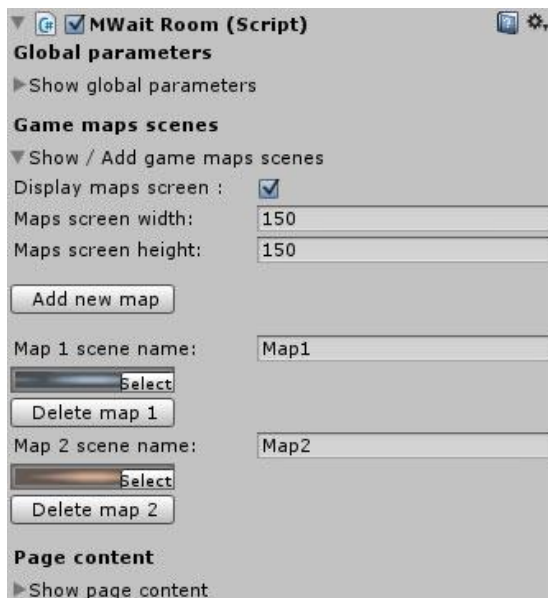 MWait Room (Script)
Global parameters
Show global parameters
Game maps scenes
Show / Add game maps scenes
Display maps screen :
Maps screen width: 150
Maps screen height: 150
Add new map
Map 1 scene name: Map1
Select
Delete map 1
Map 2 scene name: Map2
Select
Delete map 2
Page content
Show page content